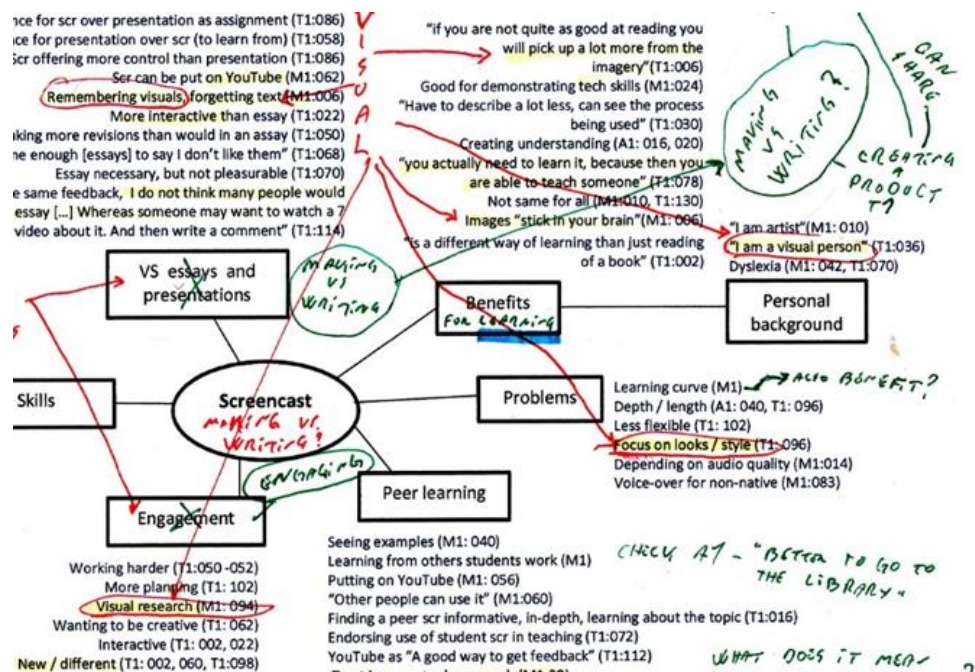 nce for scr over presentation as assignment (T1:086)
ce for presentation over scr (to learn from) (T1:058)
Scr offering more control than presentation (T1:086)
Scr can be put on YouTube (M1:062)
Remembering visuals, forgetting text (M1:006)
More interactive than essay (T1:022)
king more revisions than would in an assay (T1:050)
ne enough [essays] to say I don't like them" (T1:068)
Essay necessary, but not pleasurable (T1:070)
e same feedback, I do not think many people would
essay […] Whereas someone may want to watch a 7
video about it. And then write a comment" (T1:114)
VISUAL
"if you are not quite as good at reading you
will pick up a lot more from the
imagery"(T1:006)
Good for demonstrating tech skills (M1:024)
"Have to describe a lot less, can see the process
being used" (T1:030)
Creating understanding (A1: 016, 020)
"you actually need to learn it, because then you
are able to teach someone" (T1:078)
Not same for all (M1:010, T1:130)
Images "stick in your brain"(M1: 006)
"is a different way of learning than just reading
of a book" (T1:002)
MAKING
VS
WRITING?
CAN
SHARE
CREATING
A
PRODUCT
"I am artist"(M1: 010)
"I am a visual person" (T1:036)
Dyslexia (M1: 042, T1:070)
VS essays and
presentations
MAKING
VS
WRITING
Benefits
FOR LEARNING
Personal
background
Skills
Screencast
MAKING VS.
WRITING?
Problems
Learning curve (M1) ALSO BENEFIT?
Depth / length (A1: 040, T1: 096)
Less flexible (T1: 102)
Focus on looks / style (T1: 096)
Depending on audio quality (M1:014)
Voice-over for non-native (M1:083)
ENGAGING
Engagement
Peer learning
Working harder (T1:050 -052)
More planning (T1: 102)
Visual research (M1: 094)
Wanting to be creative (T1: 062)
Interactive (T1: 002, 022)
New / different (T1: 002, 060, T1:098)
Seeing examples (M1: 040)
Learning from others students work (M1)
Putting on YouTube (M1: 056)
"Other people can use it" (M1:060)
Finding a peer scr informative, in-depth, learning about the topic (T1:016)
Endorsing use of student scr in teaching (T1:072)
YouTube as "A good way to get feedback" (T1:112)
CHECK A1 - "BETTER TO GO TO
THE LIBRARY"
WHAT DOES IT MEAN